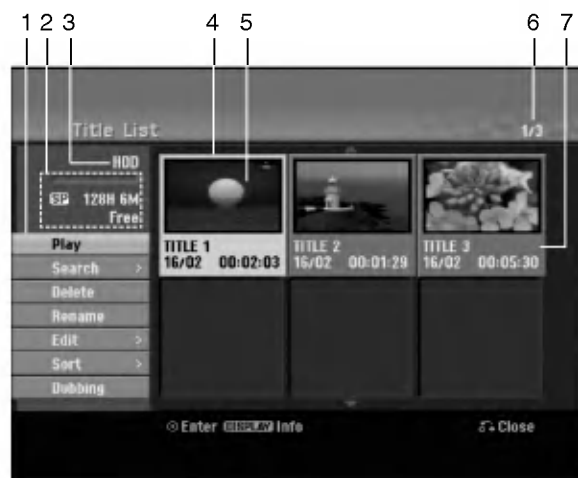 1 2 3 4 5 6 7
Title List
1/3
HDD
SP 128H 6M
Free
Play
Search >
Delete
Rename
Edit >
Sort >
Dubbing
TITLE 1
16/02 00:02:03
TITLE 2
16/02 00:01:29
TITLE 3
16/02 00:05:30
Enter DISPLAY Info
Close